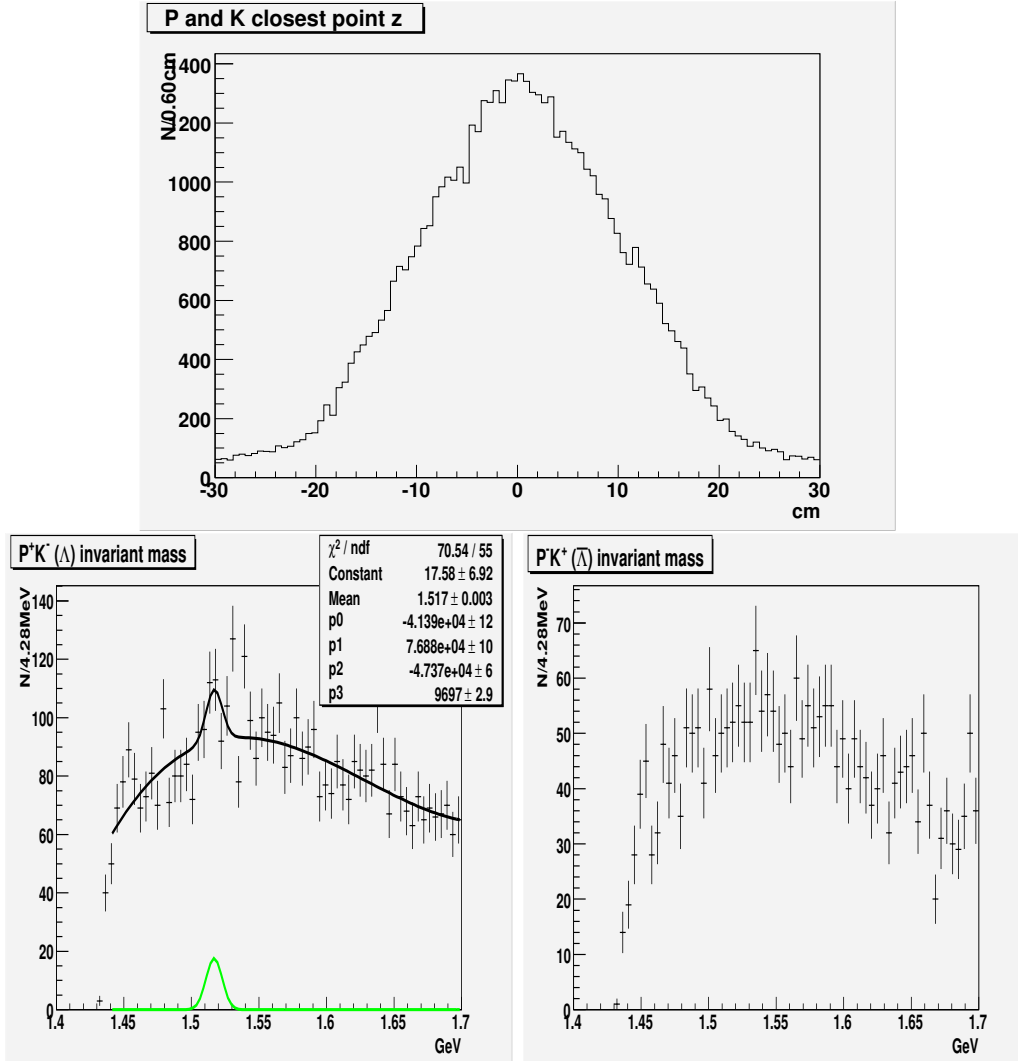 P and K closest point z
N/0.60cm
1400
1200
1000
800
600
400
200
0
-30 -20 -10 0 10 20 30
cm
P⁺K⁻ (Λ) invariant mass
χ² / ndf 70.54 / 55
Constant 17.58 ± 6.92
Mean 1.517 ± 0.003
p0 -4.139e+04 ± 12
p1 7.688e+04 ± 10
p2 -4.737e+04 ± 6
p3 9697 ± 2.9
N/4.28MeV
140
120
100
80
60
40
20
0
1.4 1.45 1.5 1.55 1.6 1.65 1.7
GeV
P⁻K⁺ (Λ̅) invariant mass
N/4.28MeV
70
60
50
40
30
20
10
0
1.4 1.45 1.5 1.55 1.6 1.65 1.7
GeV